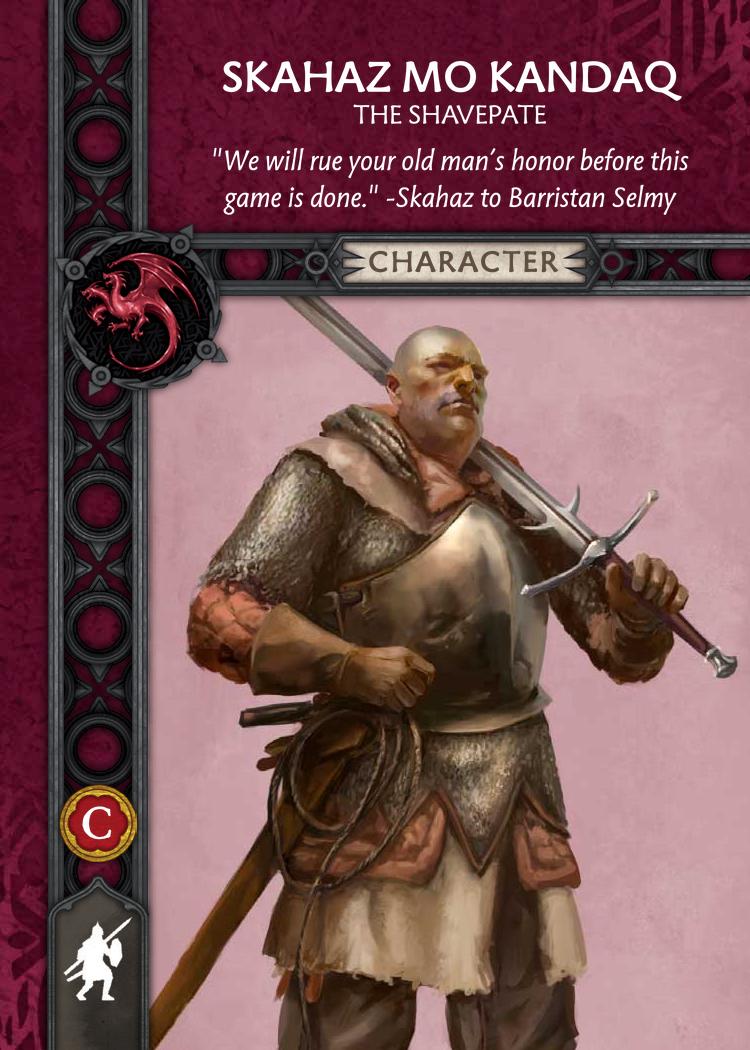 SKAHAZ MO KANDAQ
THE SHAVEPATE
"We will rue your old man's honor before this
game is done." -Skahaz to Barristan Selmy
CHARACTER
C